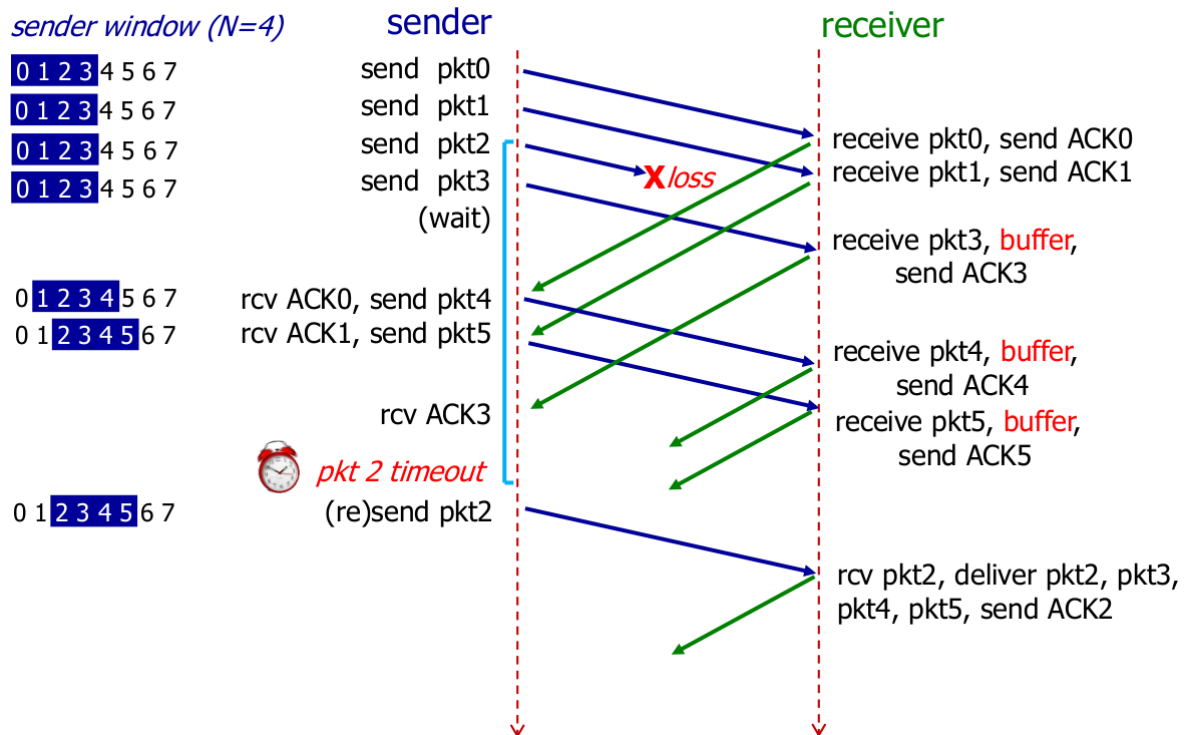 sender window (N=4) sender receiver
0 1 2 3 4 5 6 7 send pkt0
0 1 2 3 4 5 6 7 send pkt1
0 1 2 3 4 5 6 7 send pkt2
0 1 2 3 4 5 6 7 send pkt3
(wait)
X loss
receive pkt0, send ACK0
receive pkt1, send ACK1
receive pkt3, buffer,
send ACK3
0 1 2 3 4 5 6 7 rcv ACK0, send pkt4
0 1 2 3 4 5 6 7 rcv ACK1, send pkt5
rcv ACK3
receive pkt4, buffer,
send ACK4
receive pkt5, buffer,
send ACK5
pkt 2 timeout
0 1 2 3 4 5 6 7 (re)send pkt2
rcv pkt2, deliver pkt2, pkt3,
pkt4, pkt5, send ACK2